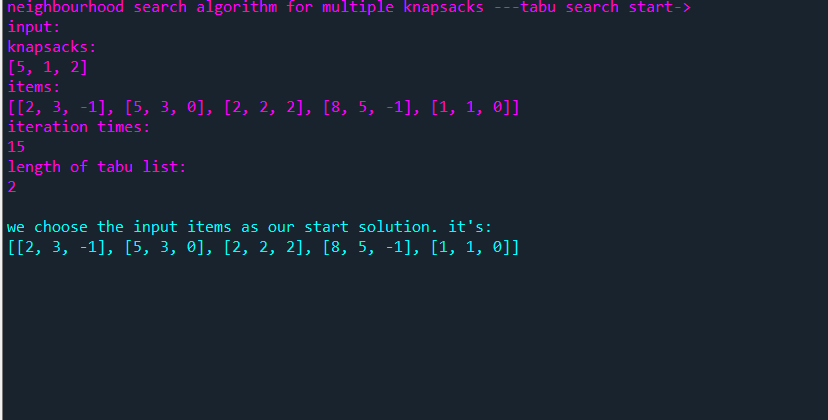 neighbourhood search algorithm for multiple knapsacks ---tabu search start->
input:
knapsacks:
[5, 1, 2]
items:
[[2, 3, -1], [5, 3, 0], [2, 2, 2], [8, 5, -1], [1, 1, 0]]
iteration times:
15
length of tabu list:
2
we choose the input items as our start solution. it's:
[[2, 3, -1], [5, 3, 0], [2, 2, 2], [8, 5, -1], [1, 1, 0]]